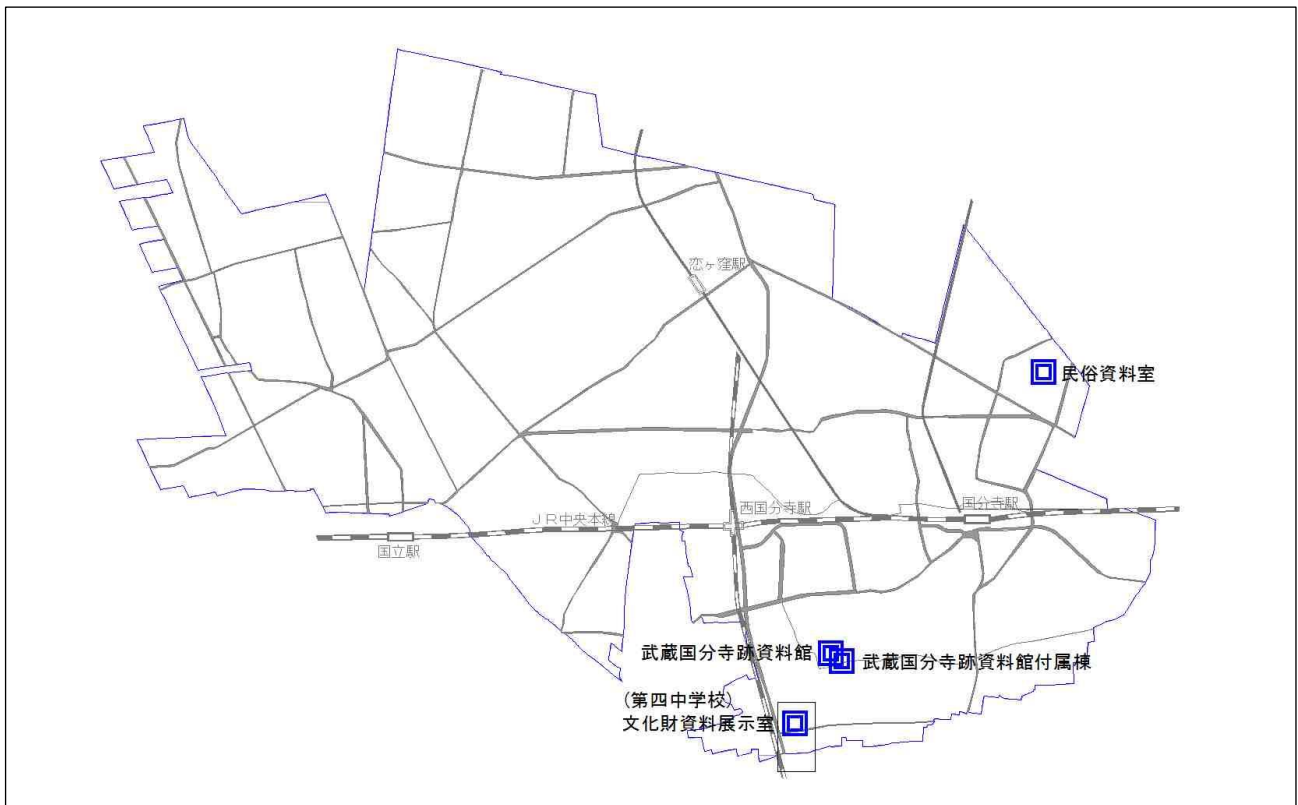 恋ヶ窪駅
民俗資料室
西国分寺駅
国分寺駅
JR中央本線
国立駅
武蔵国分寺跡資料館
武蔵国分寺跡資料館付属棟
(第四中学校)
文化財資料展示室